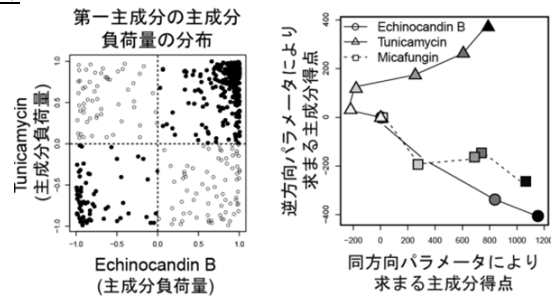 第一主成分の主成分
負荷量の分布
Tunicamycin
(主成分負荷量)
1.0
0.5
0.0
-0.5
-1.0
-1.0 -0.5 0.0 0.5 1.0
Echinocandin B
(主成分負荷量)
逆方向パラメータにより
求まる主成分得点
Echinocandin B
Tunicamycin
Micafungin
400
200
0
-200
-400
-200 0 200 400 600 800 1000 1200
同方向パラメータにより
求まる主成分得点